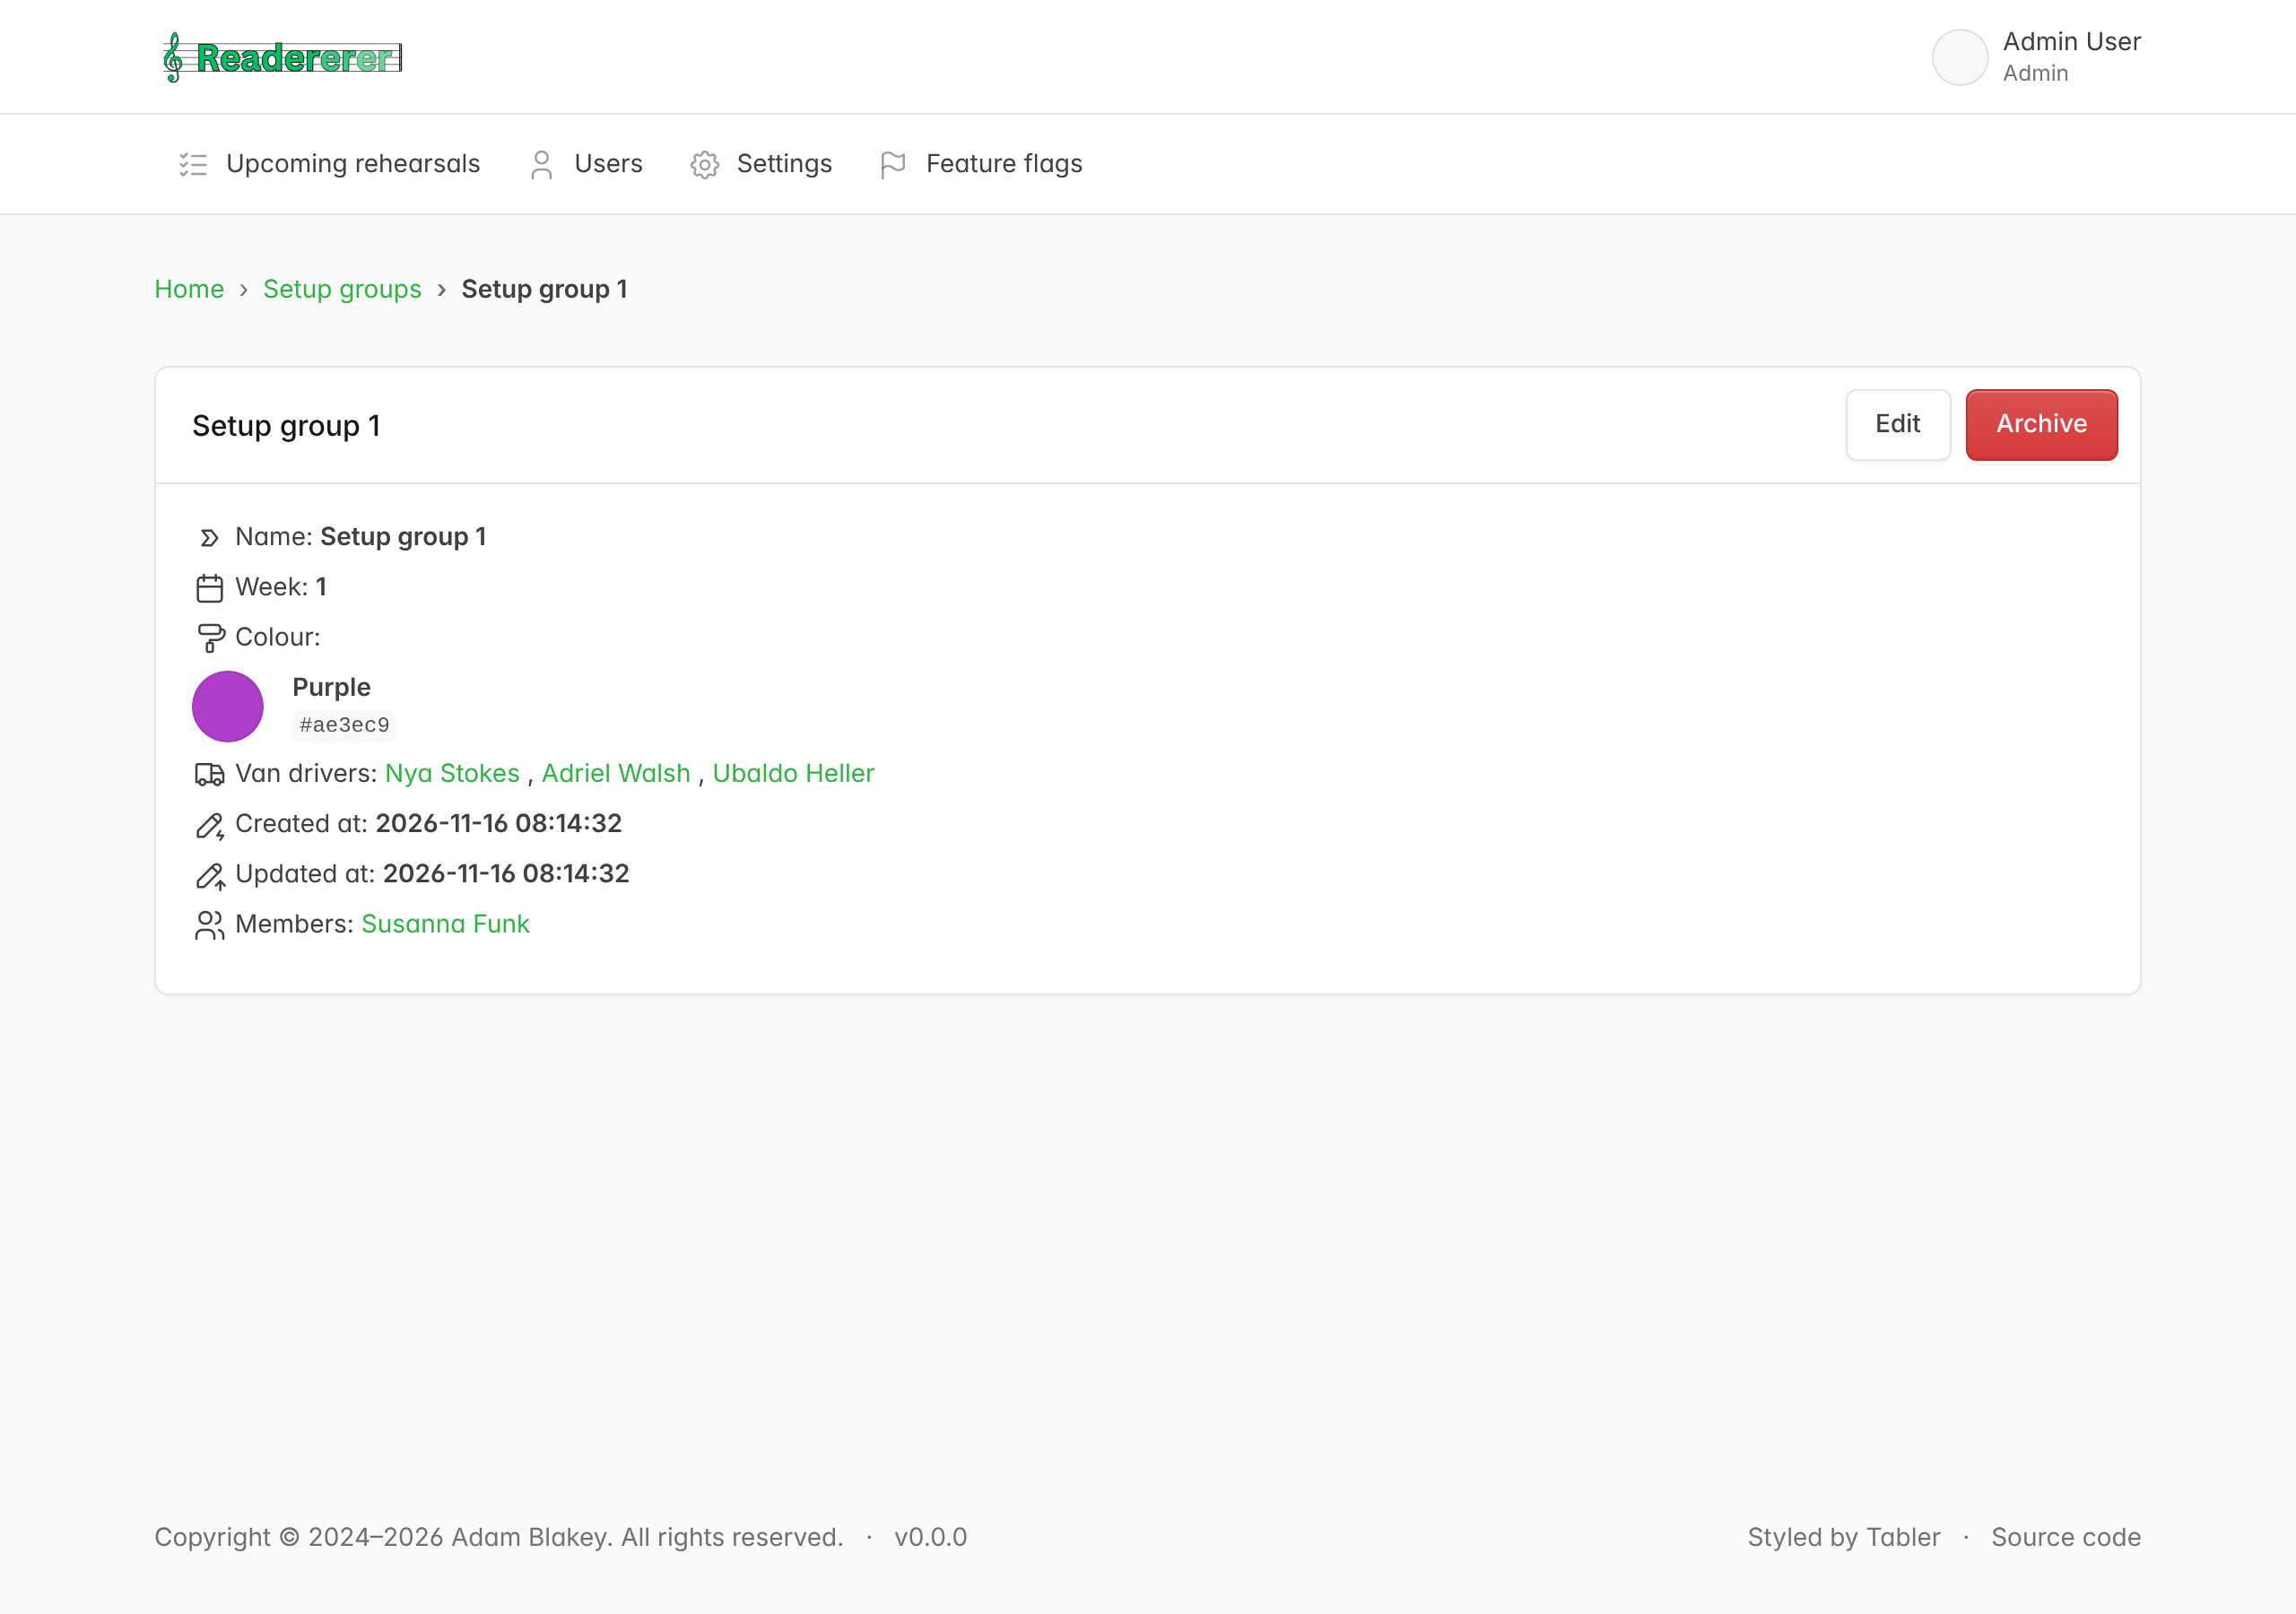 Readererer
Admin User
Admin
Upcoming rehearsals Users Settings Feature flags
Home › Setup groups › Setup group 1
Setup group 1
Edit Archive
Name: Setup group 1
Week: 1
Colour:
Purple
#ae3ec9
Van drivers: Nya Stokes , Adriel Walsh , Ubaldo Heller
Created at: 2026-11-16 08:14:32
Updated at: 2026-11-16 08:14:32
Members: Susanna Funk
Copyright © 2024–2026 Adam Blakey. All rights reserved. · v0.0.0
Styled by Tabler · Source code